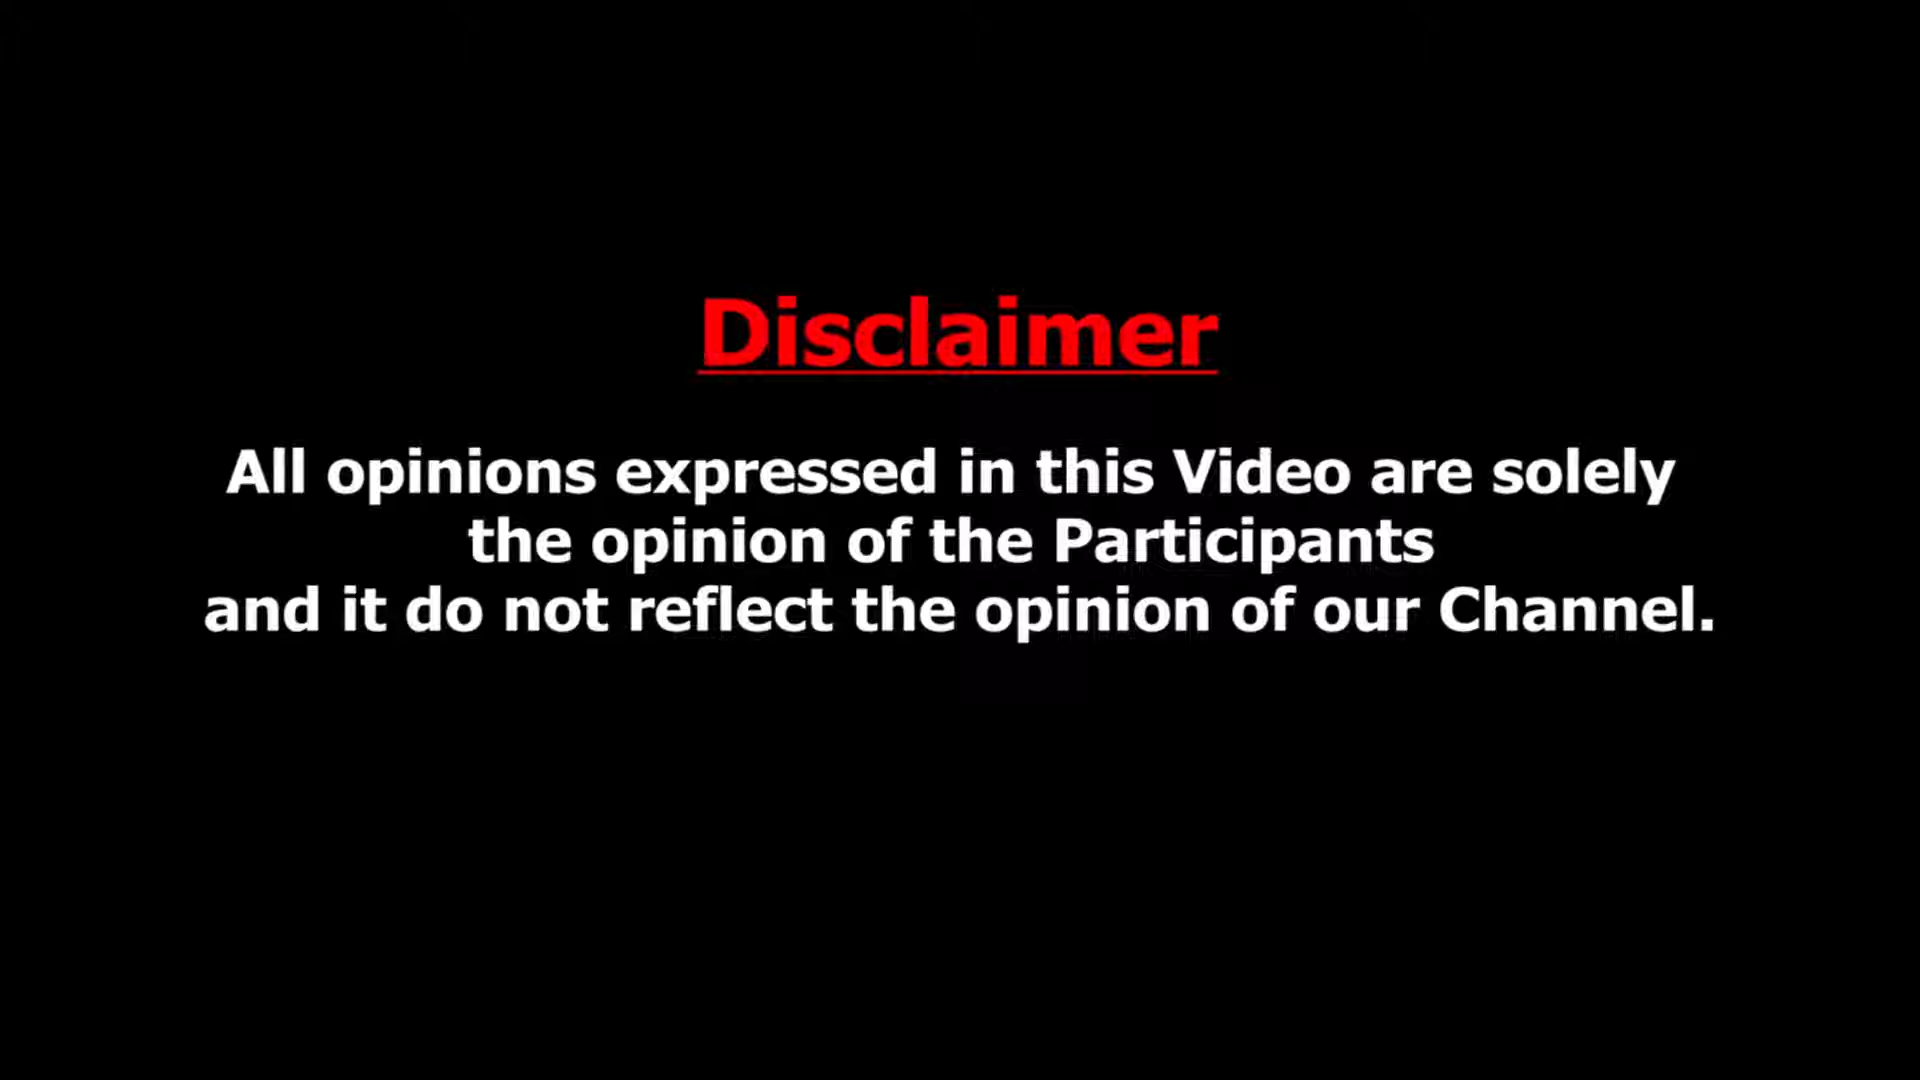 Disclaimer
All opinions expressed in this Video are solely
the opinion of the Participants
and it do not reflect the opinion of our Channel.